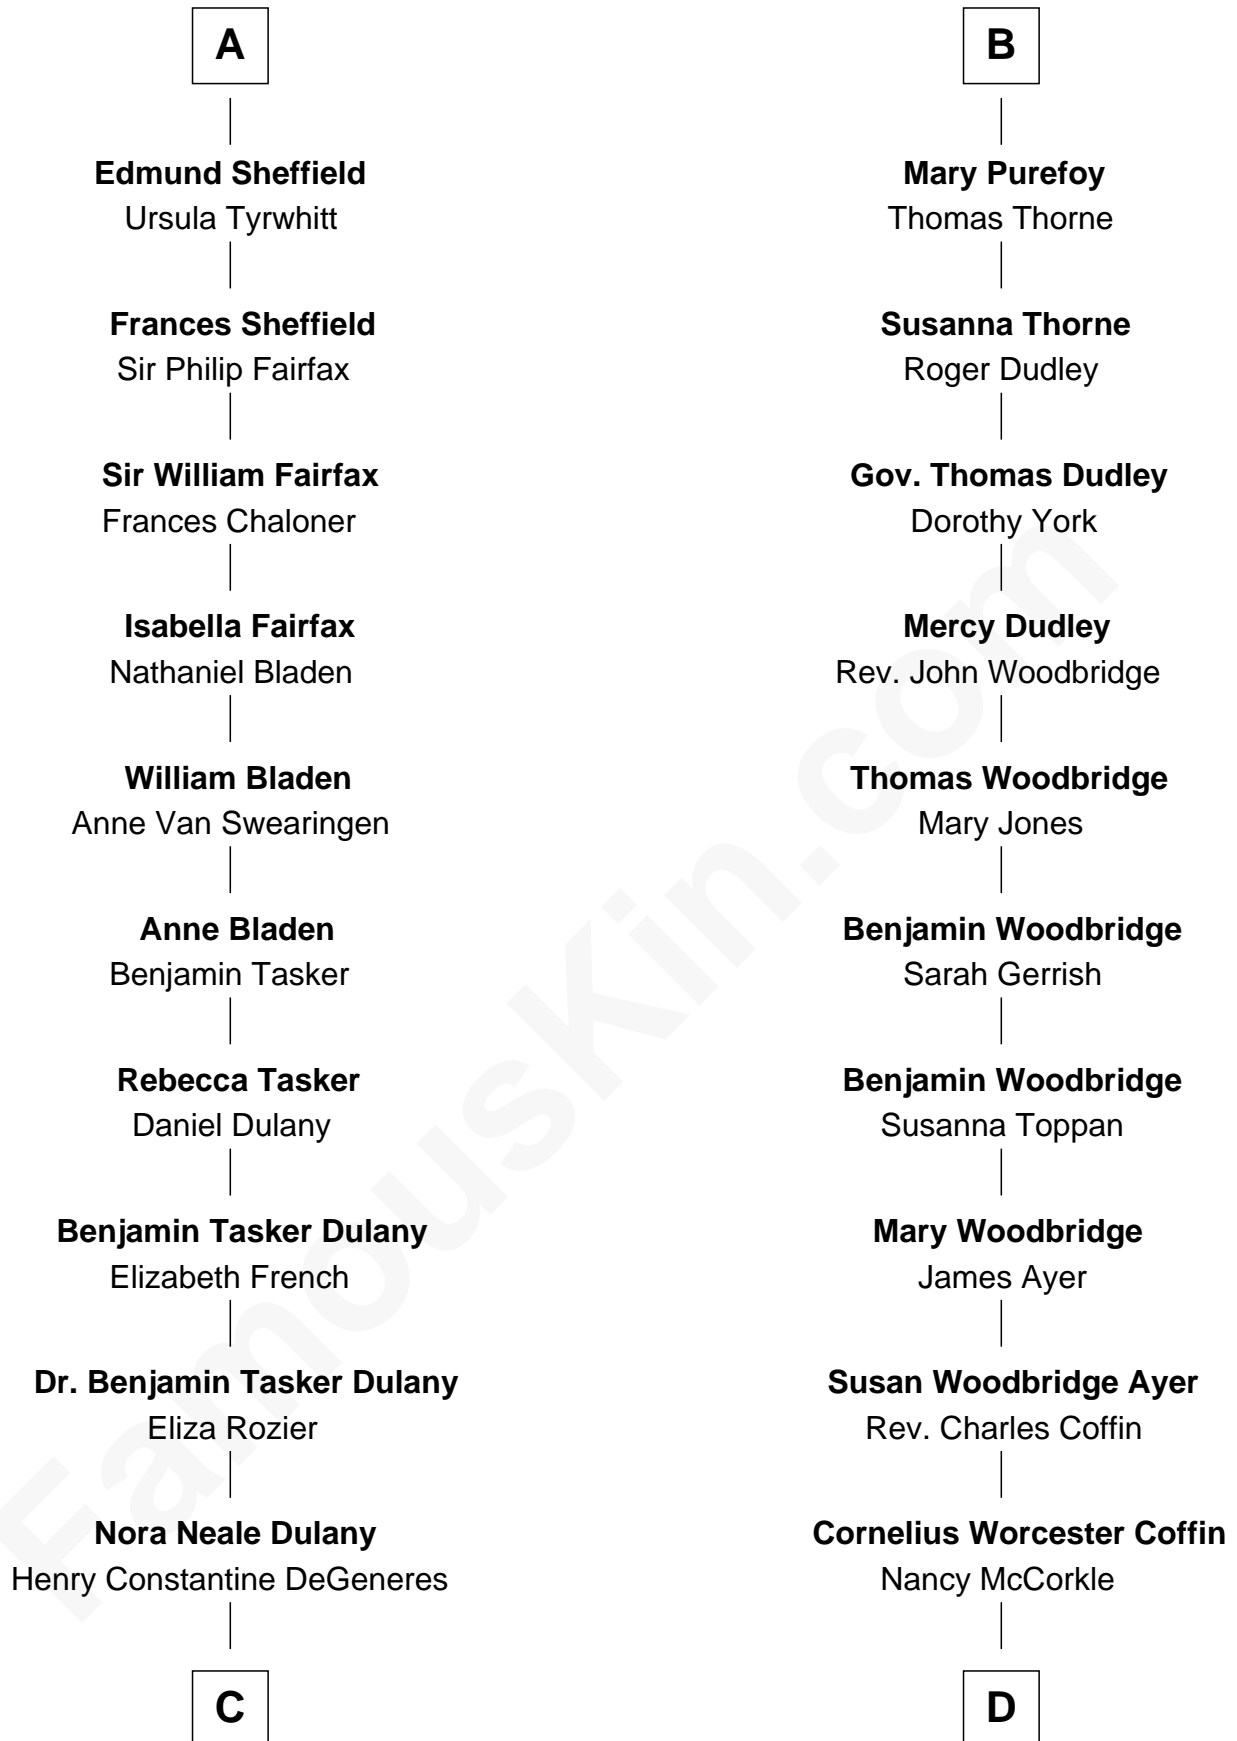 A
Edmund Sheffield
Ursula Tyrwhitt
Frances Sheffield
Sir Philip Fairfax
Sir William Fairfax
Frances Chaloner
Isabella Fairfax
Nathaniel Bladen
William Bladen
Anne Van Swearingen
Anne Bladen
Benjamin Tasker
Rebecca Tasker
Daniel Dulany
Benjamin Tasker Dulany
Elizabeth French
Dr. Benjamin Tasker Dulany
Eliza Rozier
Nora Neale Dulany
Henry Constantine DeGeneres
C
B
Mary Purefoy
Thomas Thorne
Susanna Thorne
Roger Dudley
Gov. Thomas Dudley
Dorothy York
Mercy Dudley
Rev. John Woodbridge
Thomas Woodbridge
Mary Jones
Benjamin Woodbridge
Sarah Gerrish
Benjamin Woodbridge
Susanna Toppan
Mary Woodbridge
James Ayer
Susan Woodbridge Ayer
Rev. Charles Coffin
Cornelius Worcester Coffin
Nancy McCorkle
D
FamousKin.com